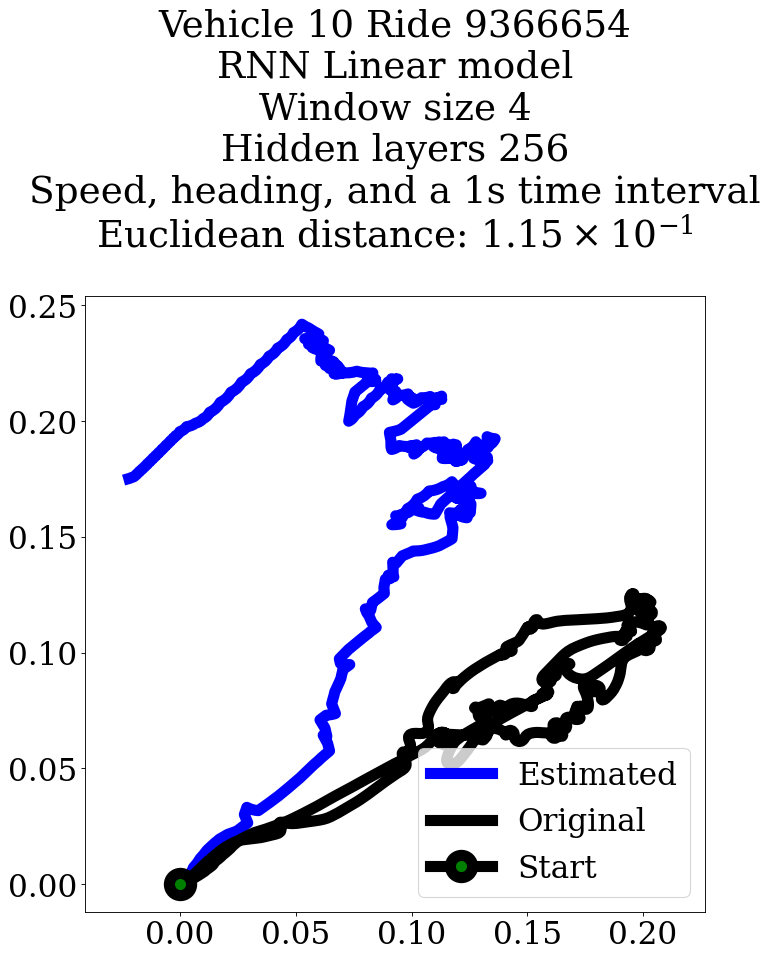 Vehicle 10 Ride 9366654
RNN Linear model
Window size 4
Hidden layers 256
Speed, heading, and a 1s time interval
Euclidean distance: 1.15 × 10⁻¹
0.25
0.20
0.15
0.10
0.05
0.00
Estimated
Original
Start
0.00 0.05 0.10 0.15 0.20